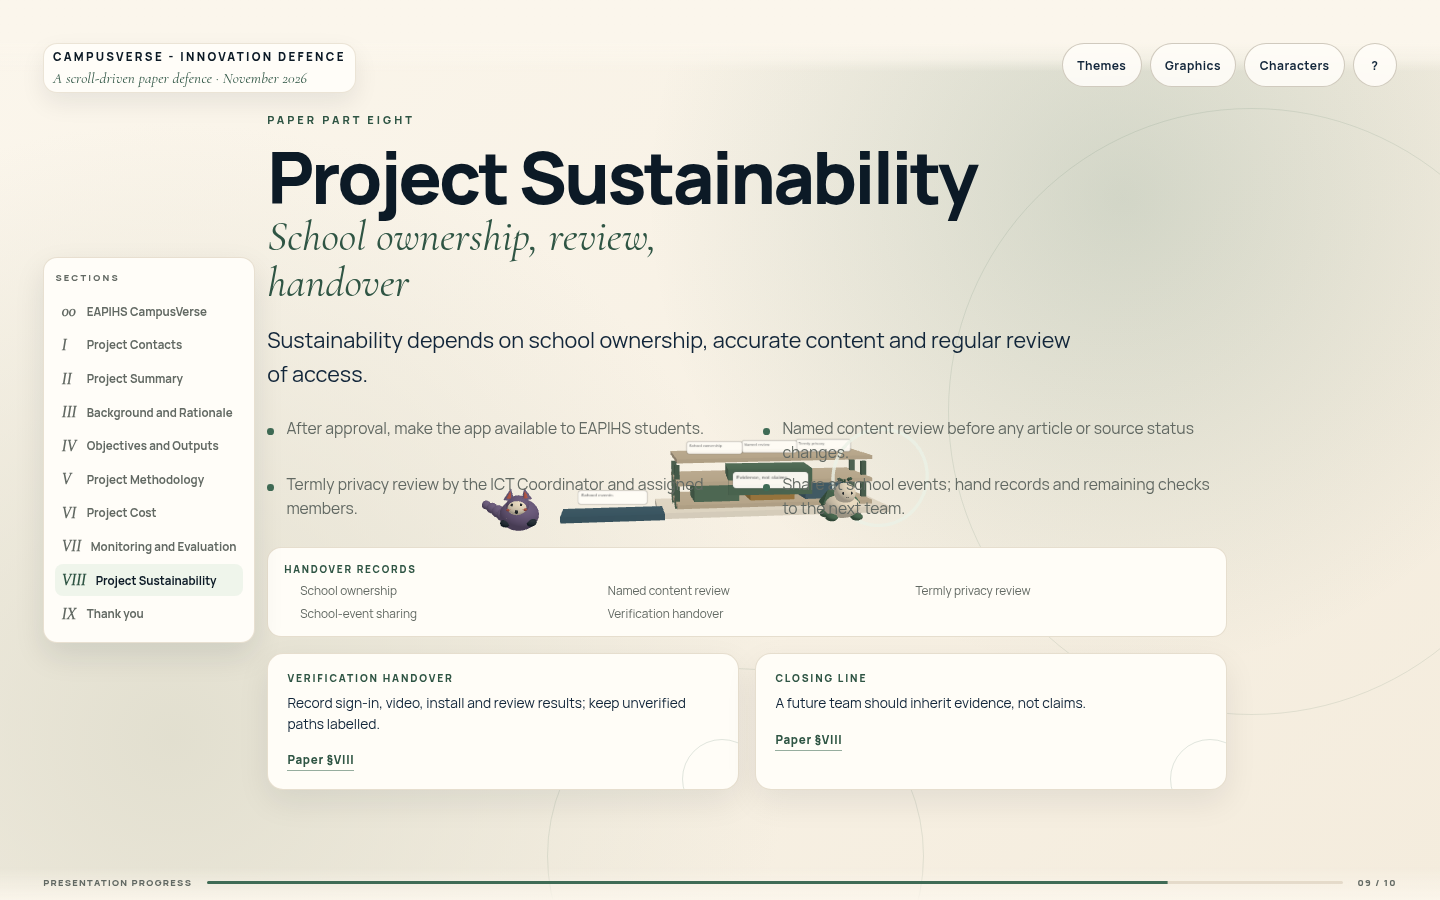 CAMPUSVERSE - INNOVATION DEFENCE
A scroll-driven paper defence · November 2026
Themes
Graphics
Characters
?
PAPER PART EIGHT
Project Sustainability
School ownership, review,
handover
SECTIONS
00 EAPIHS CampusVerse
I Project Contacts
II Project Summary
III Background and Rationale
IV Objectives and Outputs
V Project Methodology
VI Project Cost
VII Monitoring and Evaluation
VIII Project Sustainability
IX Thank you
Sustainability depends on school ownership, accurate content and regular review
of access.
After approval, make the app available to EAPIHS students.
Named content review before any article or source status
changes.
Termly privacy review by the ICT Coordinator and assigned
members.
Share at school events; hand records and remaining checks
to the next team.
School ownership
Named review
Termly privacy
HANDOVER RECORDS
School ownership
Named content review
Termly privacy review
School-event sharing
Verification handover
VERIFICATION HANDOVER
Record sign-in, video, install and review results; keep unverified
paths labelled.
Paper §VIII
CLOSING LINE
A future team should inherit evidence, not claims.
Paper §VIII
PRESENTATION PROGRESS
09 / 10